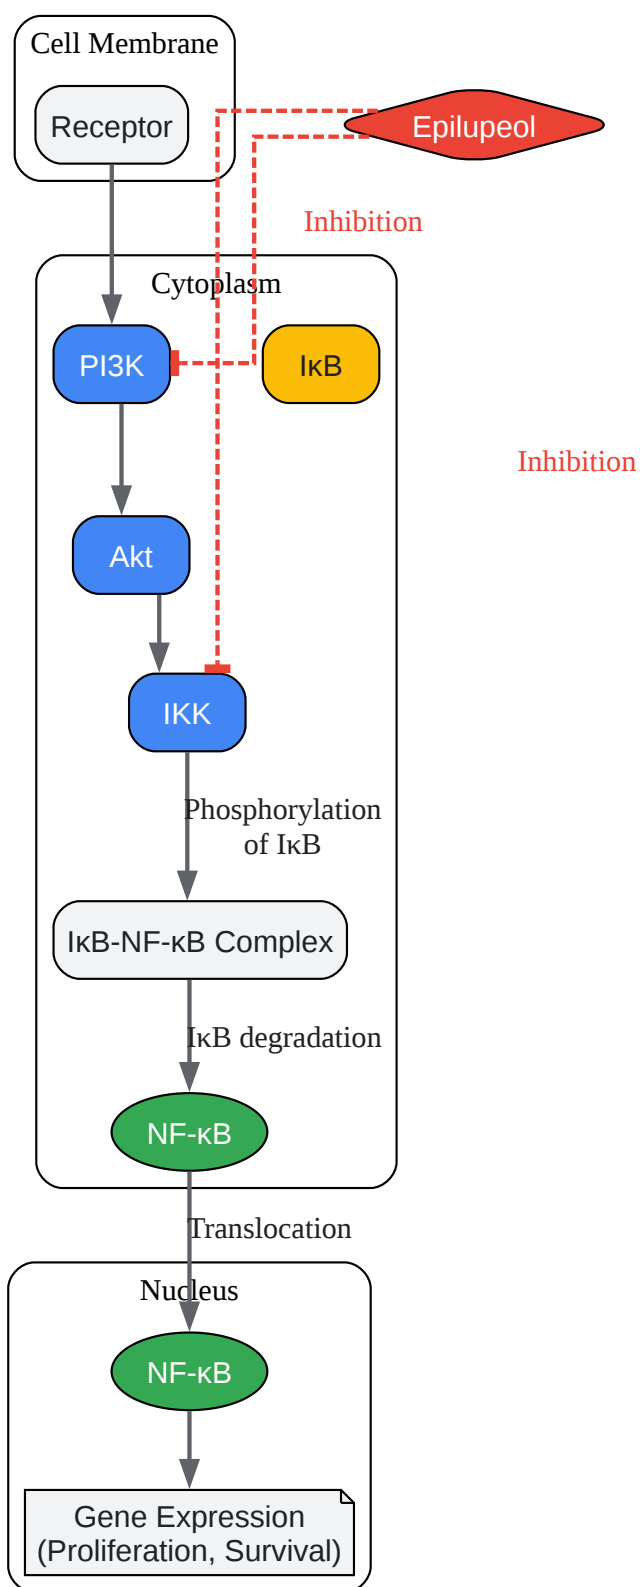 Cell Membrane
Receptor
Epilupeol
Inhibition
Cytoplasm
PI3K
IκB
Inhibition
Akt
IKK
Phosphorylation
of IκB
IκB-NF-κB Complex
IκB degradation
NF-κB
Translocation
Nucleus
NF-κB
Gene Expression
(Proliferation, Survival)